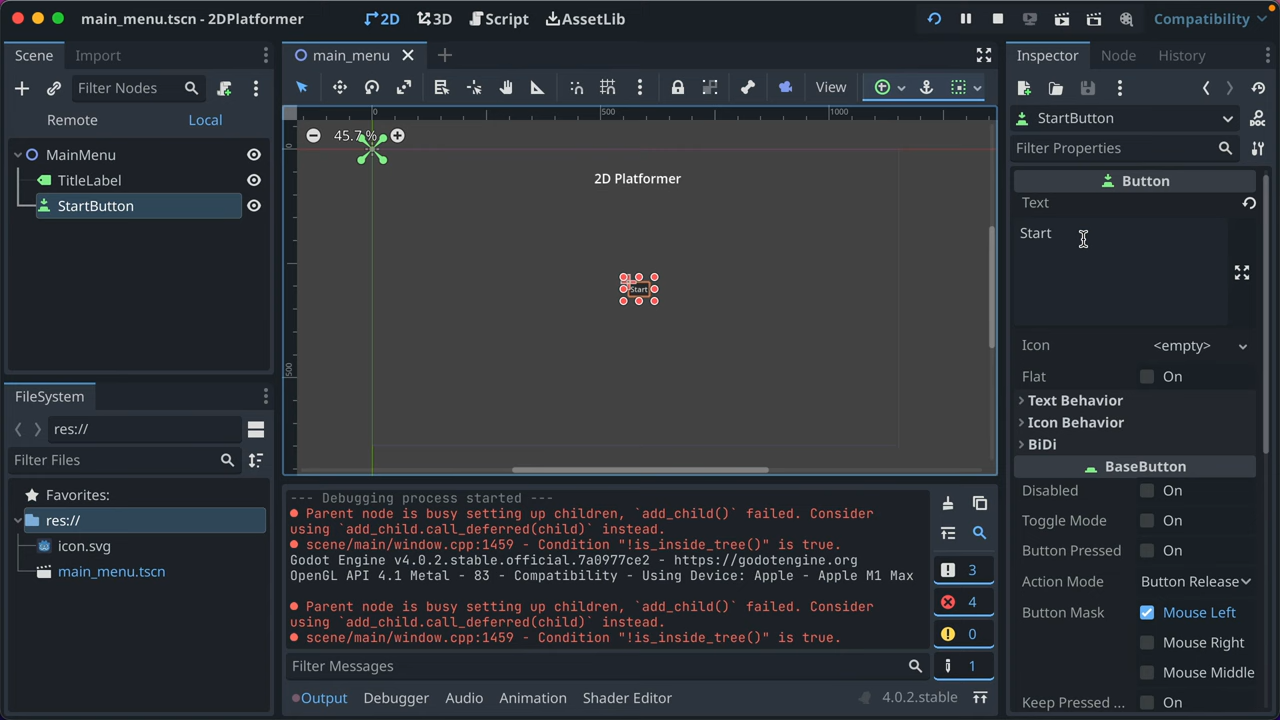 main_menu.tscn - 2DPlatformer
2D
3D
Script
AssetLib
Compatibility
Scene
Import
Filter Nodes
Remote
Local
MainMenu
TitleLabel
StartButton
FileSystem
res://
Filter Files
Favorites:
res://
icon.svg
main_menu.tscn
main_menu
View
0
500
1000
45.7 %
0
500
2D Platformer
Start
--- Debugging process started ---
Parent node is busy setting up children, `add_child()` failed. Consider
using `add_child.call_deferred(child)` instead.
scene/main/window.cpp:1459 - Condition "!is_inside_tree()" is true.
Godot Engine v4.0.2.stable.official.7a0977ce2 - https://godotengine.org
OpenGL API 4.1 Metal - 83 - Compatibility - Using Device: Apple - Apple M1 Max
Parent node is busy setting up children, `add_child()` failed. Consider
using `add_child.call_deferred(child)` instead.
scene/main/window.cpp:1459 - Condition "!is_inside_tree()" is true.
3
4
0
1
Filter Messages
Output
Debugger
Audio
Animation
Shader Editor
4.0.2.stable
Inspector
Node
History
StartButton
Filter Properties
Button
Text
Start
Icon
<empty>
Flat
On
Text Behavior
Icon Behavior
BiDi
BaseButton
Disabled
On
Toggle Mode
On
Button Pressed
On
Action Mode
Button Release
Button Mask
Mouse Left
Mouse Right
Mouse Middle
Keep Pressed ...
On